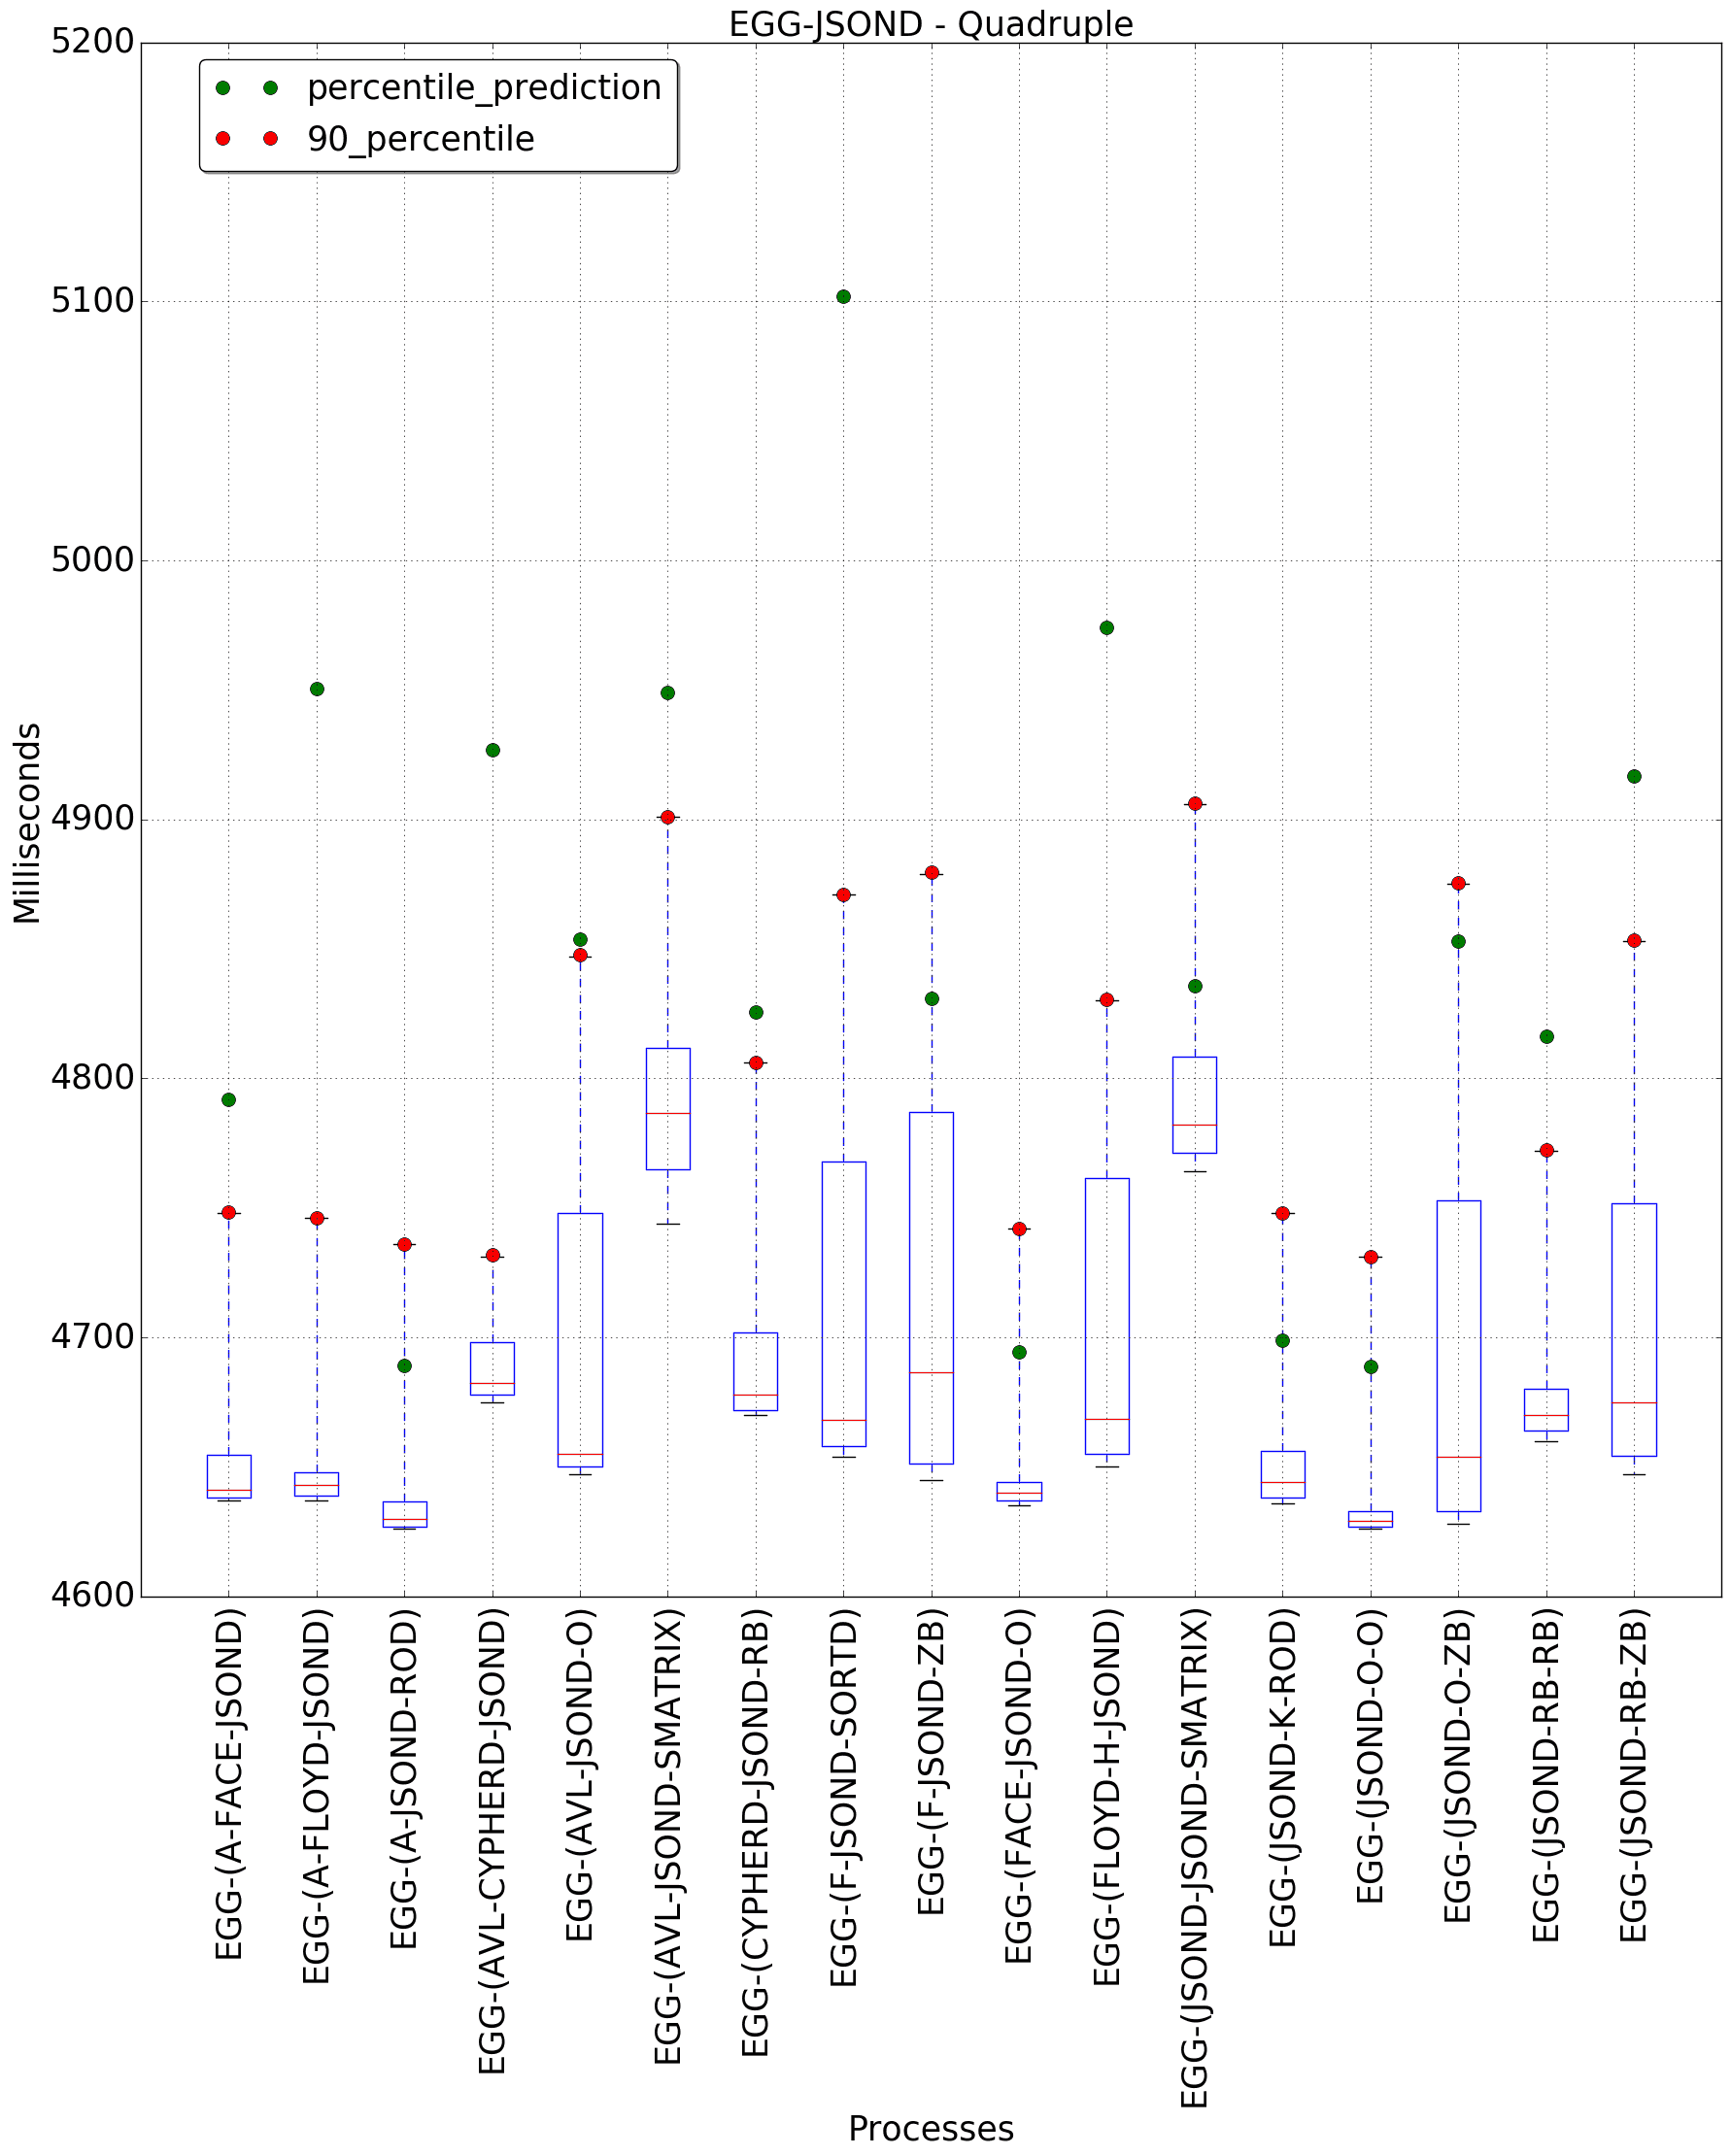 EGG-JSOND - Quadruple
percentile_prediction
90_percentile
5200
5100
5000
4900
4800
4700
4600
Milliseconds
EGG-(A-FACE-JSOND)
EGG-(A-FLOYD-JSOND)
EGG-(A-JSOND-ROD)
EGG-(AVL-CYPHERD-JSOND)
EGG-(AVL-JSOND-O)
EGG-(AVL-JSOND-SMATRIX)
EGG-(CYPHERD-JSOND-RB)
EGG-(F-JSOND-SORTD)
EGG-(F-JSOND-ZB)
EGG-(FACE-JSOND-O)
EGG-(FLOYD-H-JSOND)
EGG-(JSOND-JSOND-SMATRIX)
EGG-(JSOND-K-ROD)
EGG-(JSOND-O-O)
EGG-(JSOND-O-ZB)
EGG-(JSOND-RB-RB)
EGG-(JSOND-RB-ZB)
Processes